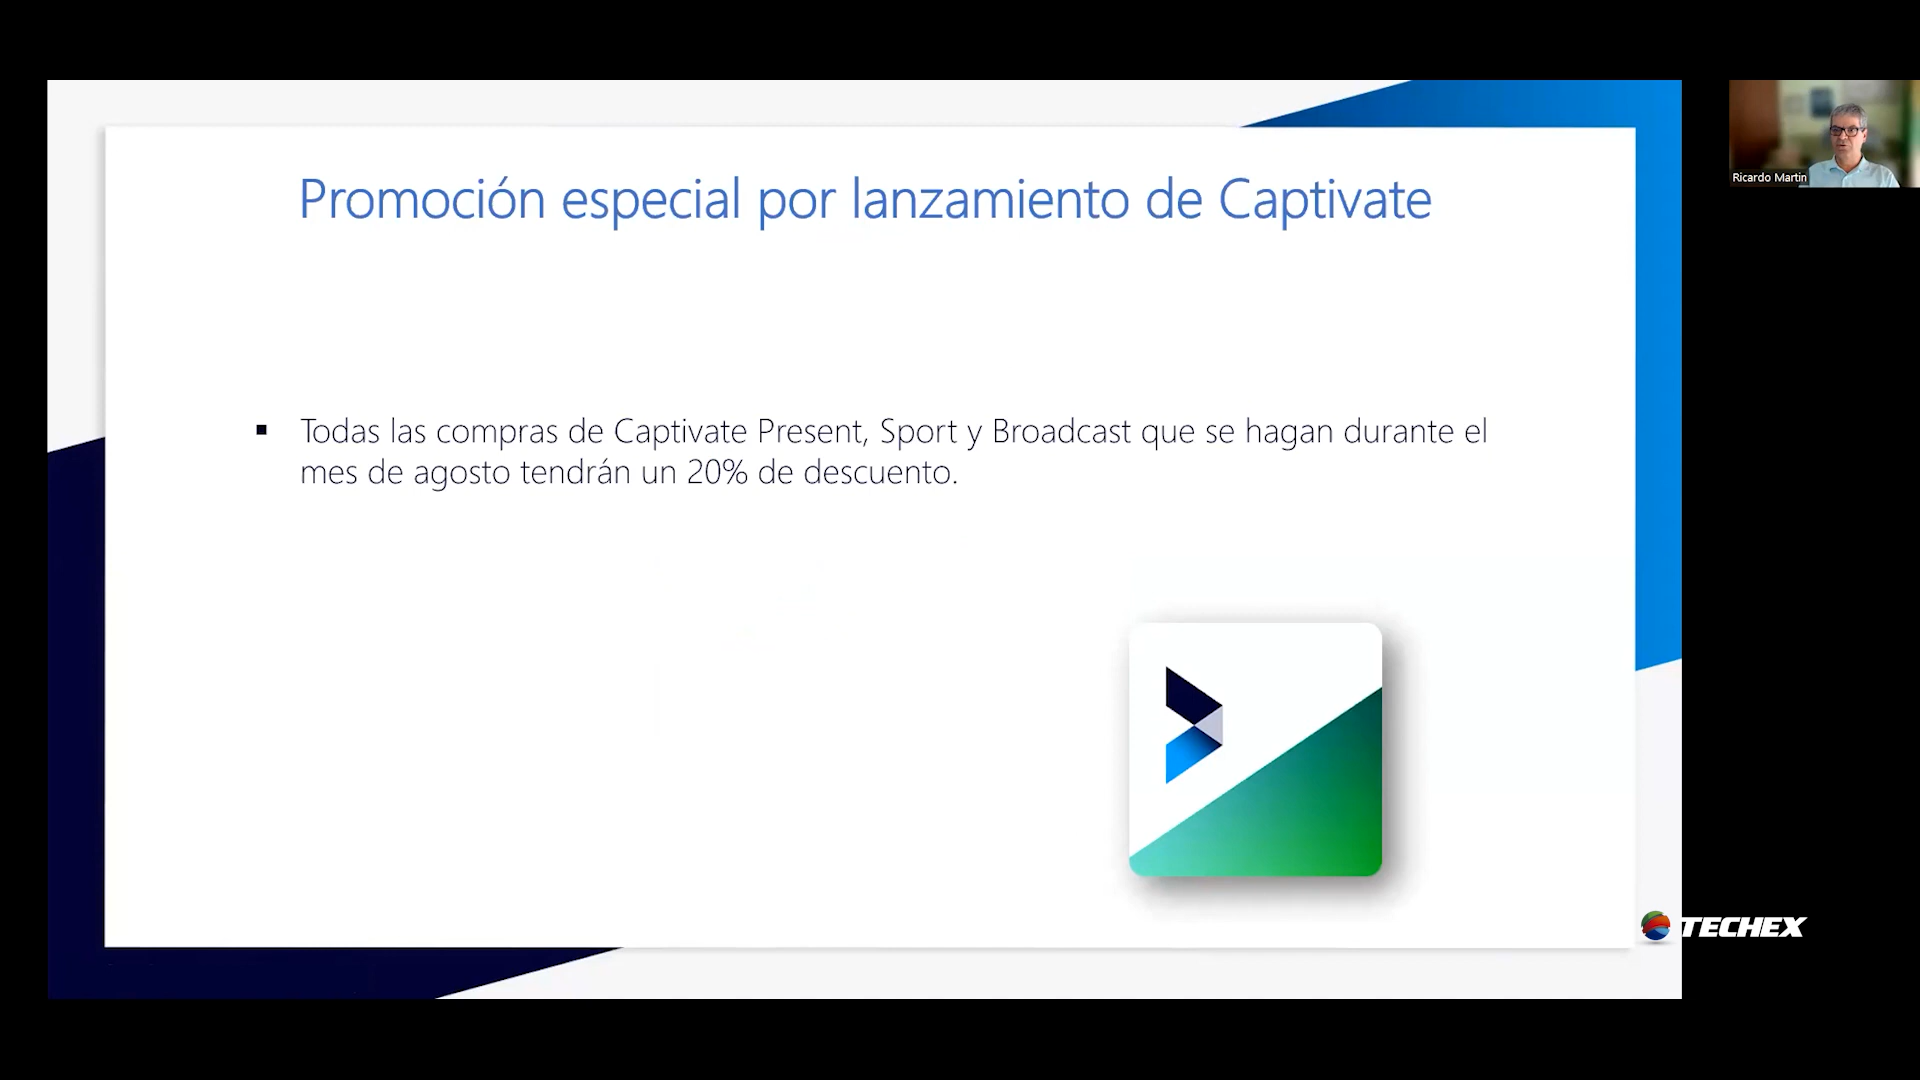 Promoción especial por lanzamiento de Captivate
Ricardo Martin
▪ Todas las compras de Captivate Present, Sport y Broadcast que se hagan durante el
mes de agosto tendrán un 20% de descuento.
TECHEX